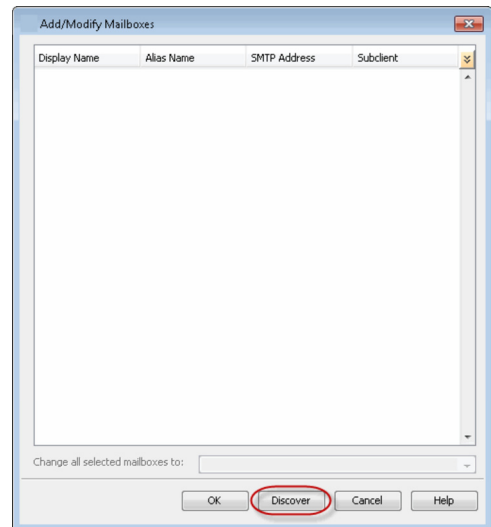 Add/Modify Mailboxes
Display Name Alias Name SMTP Address Subclient
Change all selected mailboxes to:
OK Discover Cancel Help